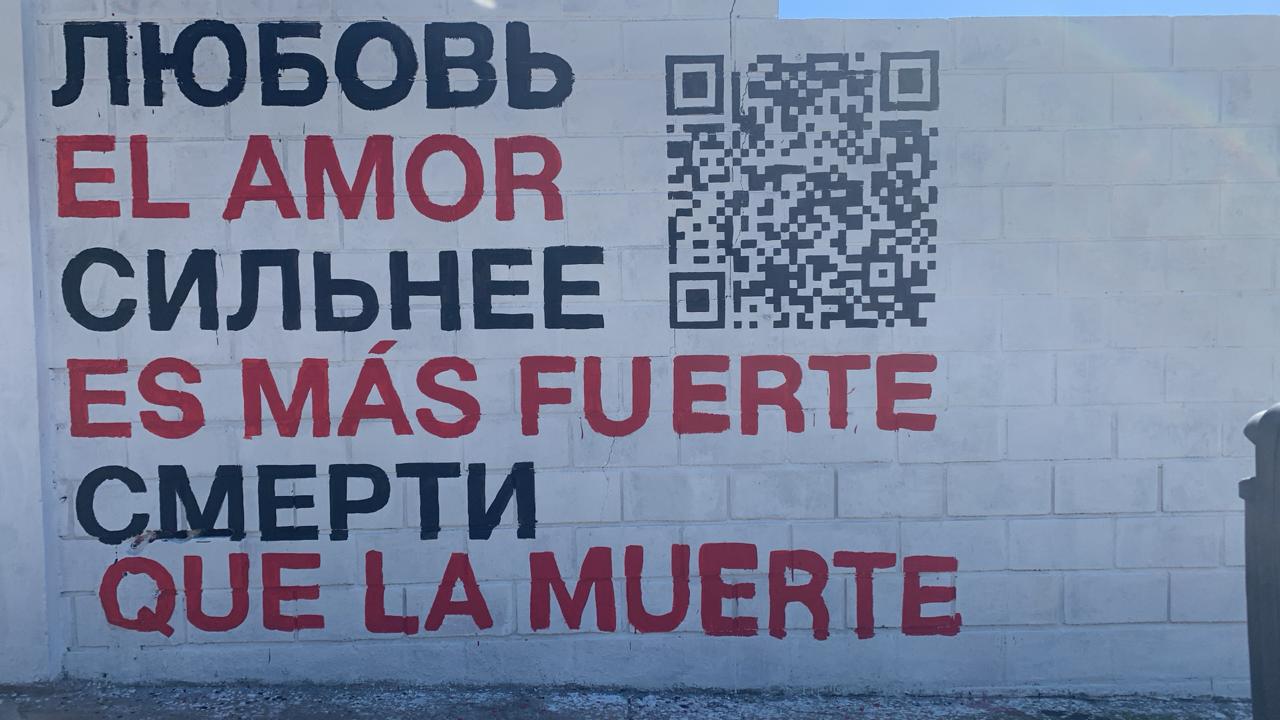 ЛЮБОВЬ
EL AMOR
СИЛЬНЕЕ
ES MÁS FUERTE
СМЕРТИ
QUE LA MUERTE